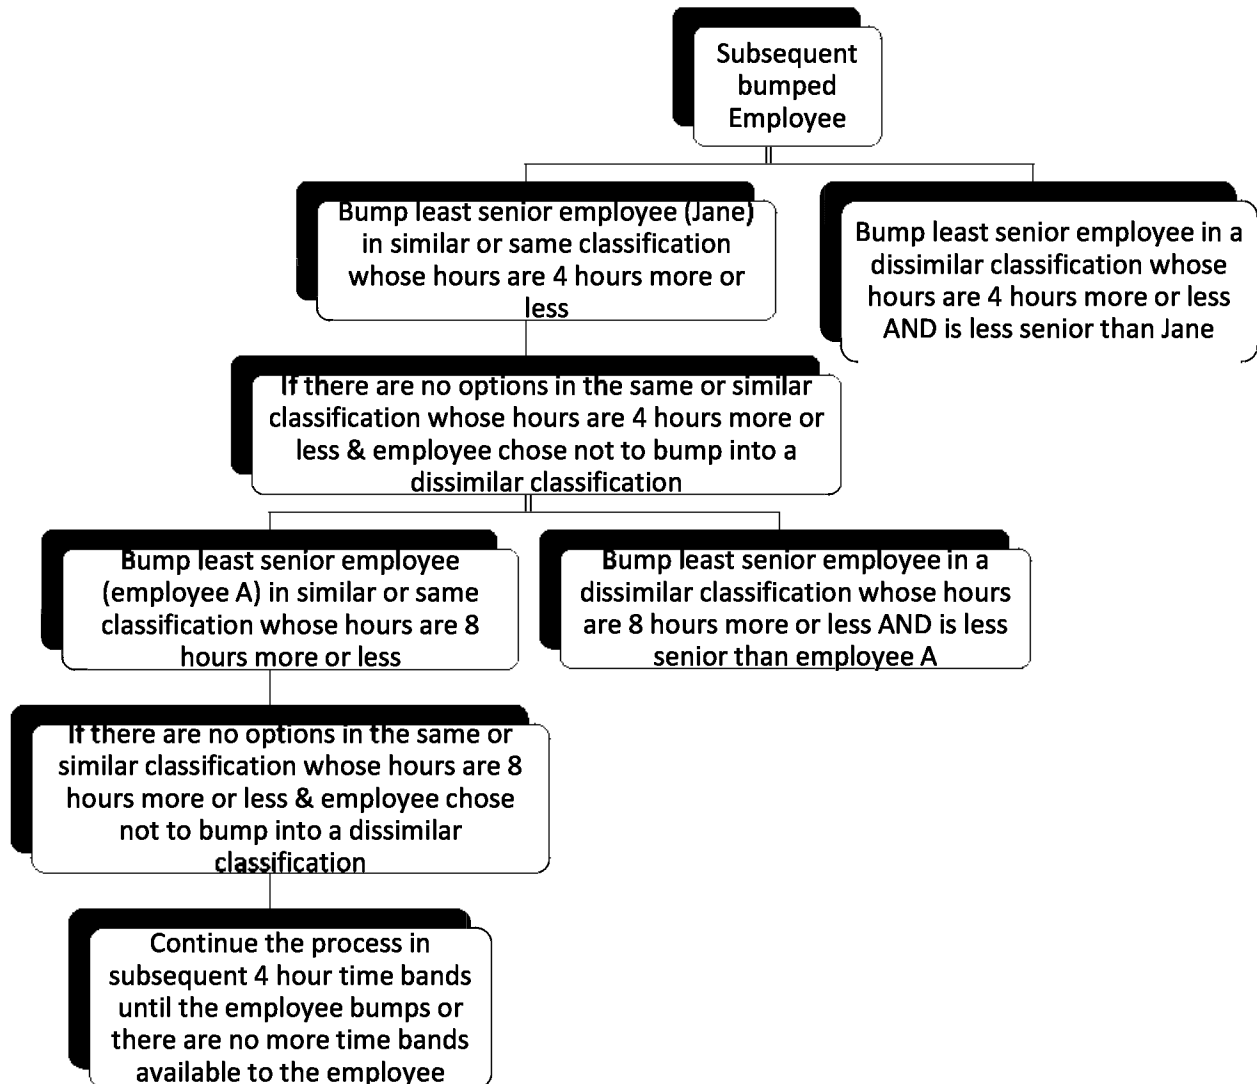 Subsequent
bumped
Employee
Bump least senior employee (Jane)
in similar or same classification
whose hours are 4 hours more or
less
Bump least senior employee in a
dissimilar classification whose
hours are 4 hours more or less
AND is less senior than Jane
If there are no options in the same or similar
classification whose hours are 4 hours more or
less & employee chose not to bump into a
dissimilar classification
Bump least senior employee
(employee A) in similar or same
classification whose hours are 8
hours more or less
Bump least senior employee in a
dissimilar classification whose hours
are 8 hours more or less AND is less
senior than employee A
If there are no options in the same or
similar classification whose hours are 8
hours more or less & employee chose
not to bump into a dissimilar
classification
Continue the process in
subsequent 4 hour time bands
until the employee bumps or
there are no more time bands
available to the employee